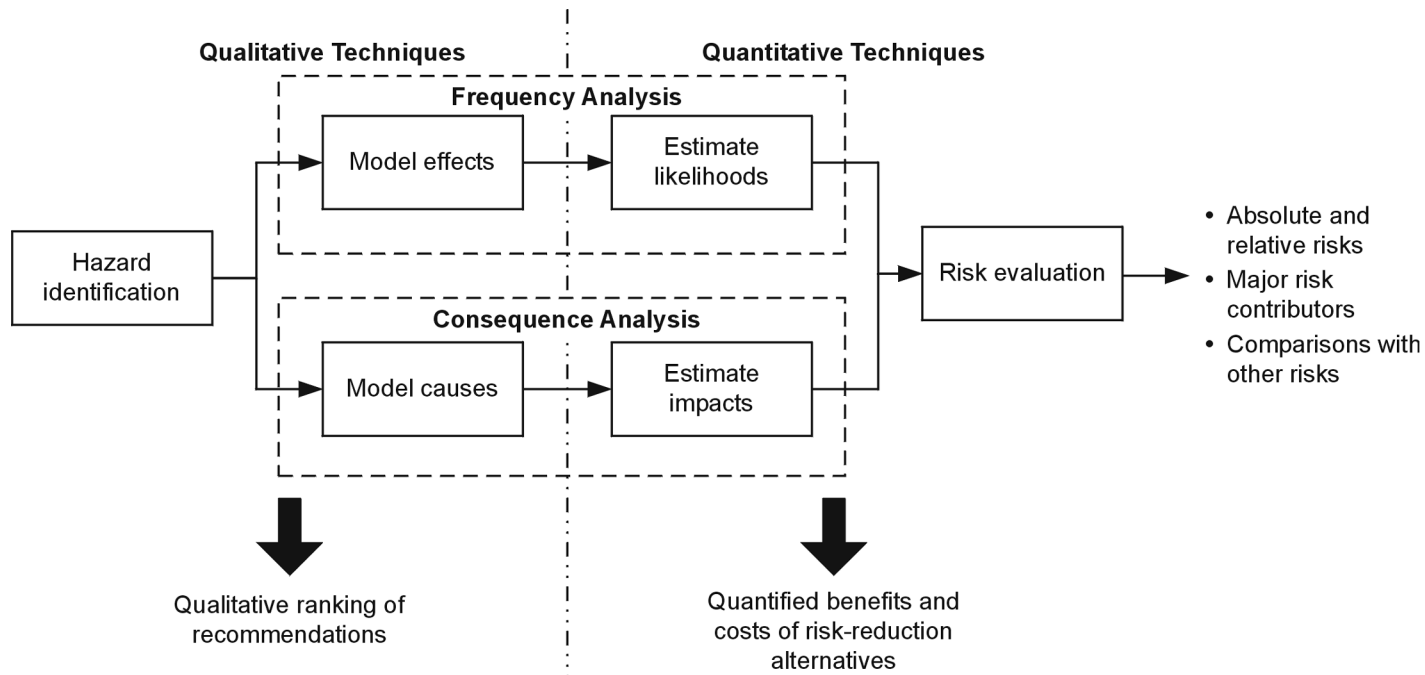 Qualitative Techniques
Quantitative Techniques
Frequency Analysis
Model effects
Estimate
likelihoods
Hazard
identification
Risk evaluation
• Absolute and
relative risks
• Major risk
contributors
• Comparisons with
other risks
Consequence Analysis
Model causes
Estimate
impacts
Qualitative ranking of
recommendations
Quantified benefits and
costs of risk-reduction
alternatives